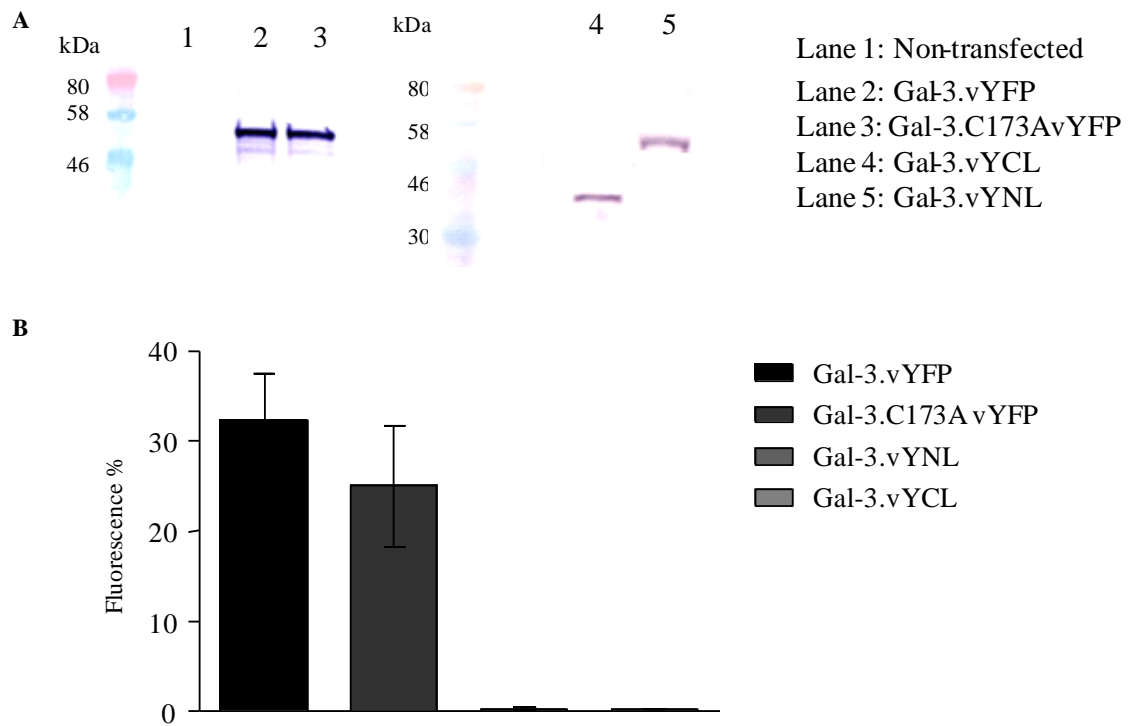 A
kDa
1
2
3
80
58
46
kDa
4
5
80
58
46
30
Lane 1: Non-transfected
Lane 2: Gal-3.vYFP
Lane 3: Gal-3.C173AvYFP
Lane 4: Gal-3.vYCL
Lane 5: Gal-3.vYNL
B
Fluorescence %
40
30
20
10
0
Gal-3.vYFP
Gal-3.C173AvYFP
Gal-3.vYNL
Gal-3.vYCL